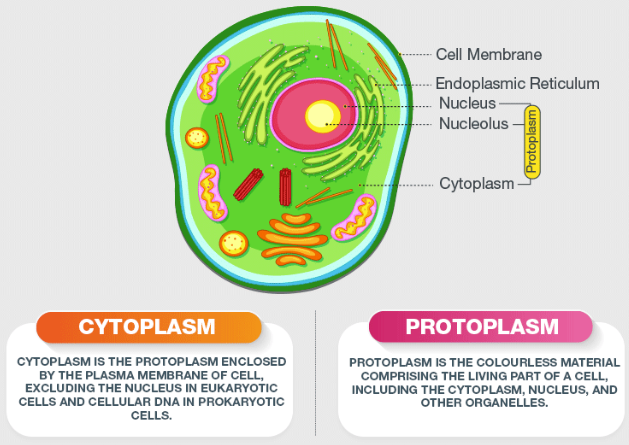 Cell Membrane
Endoplasmic Reticulum
Nucleus
Nucleolus
Protoplasm
Cytoplasm
CYTOPLASM
CYTOPLASM IS THE PROTOPLASM ENCLOSED
BY THE PLASMA MEMBRANE OF CELL,
EXCLUDING THE NUCLEUS IN EUKARYOTIC
CELLS AND CELLULAR DNA IN PROKARYOTIC
CELLS.
PROTOPLASM
PROTOPLASM IS THE COLOURLESS MATERIAL
COMPRISING THE LIVING PART OF A CELL,
INCLUDING THE CYTOPLASM, NUCLEUS, AND
OTHER ORGANELLES.